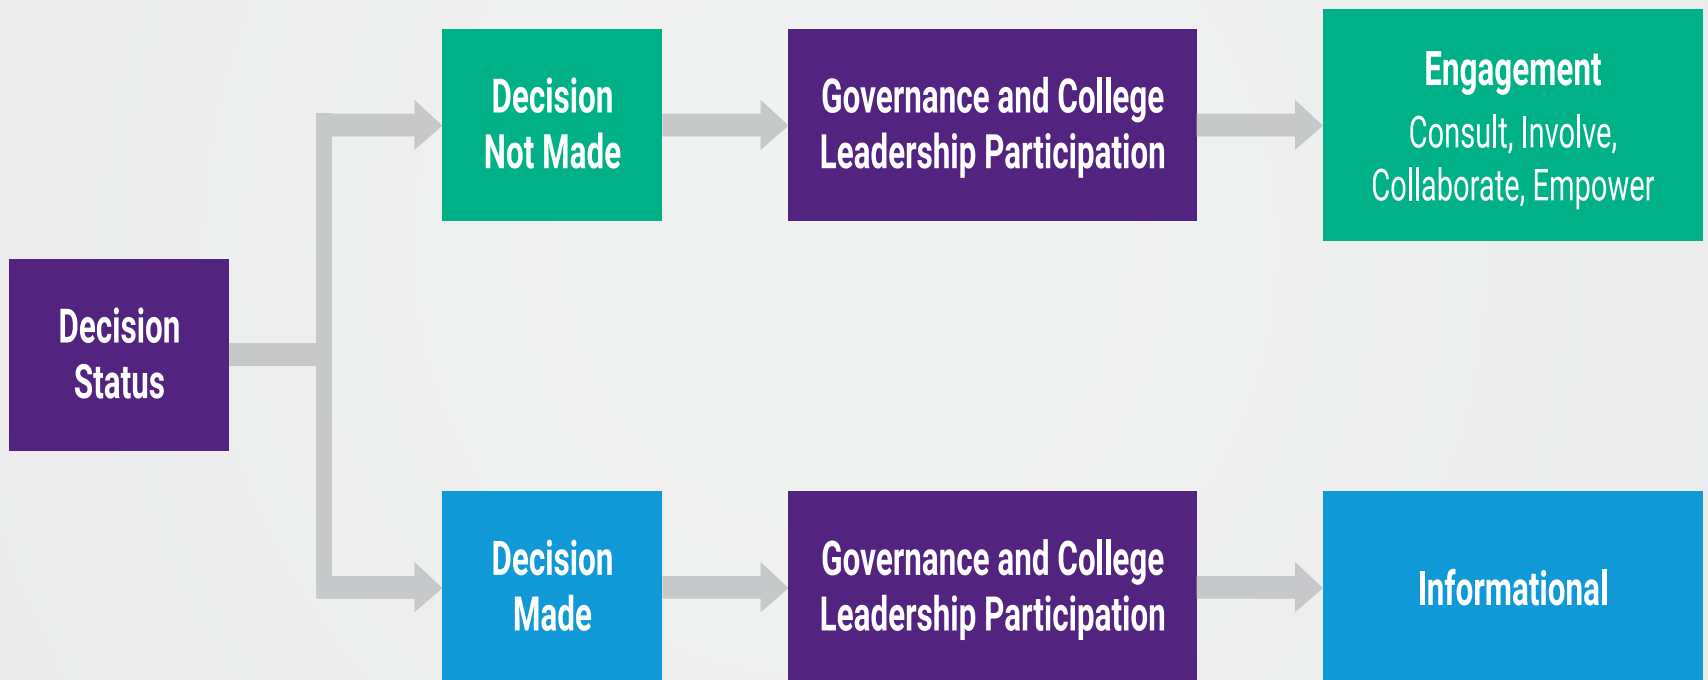 Decision
Status
Decision
Not Made
Governance and College
Leadership Participation
Engagement
Consult, Involve,
Collaborate, Empower
Decision
Made
Governance and College
Leadership Participation
Informational